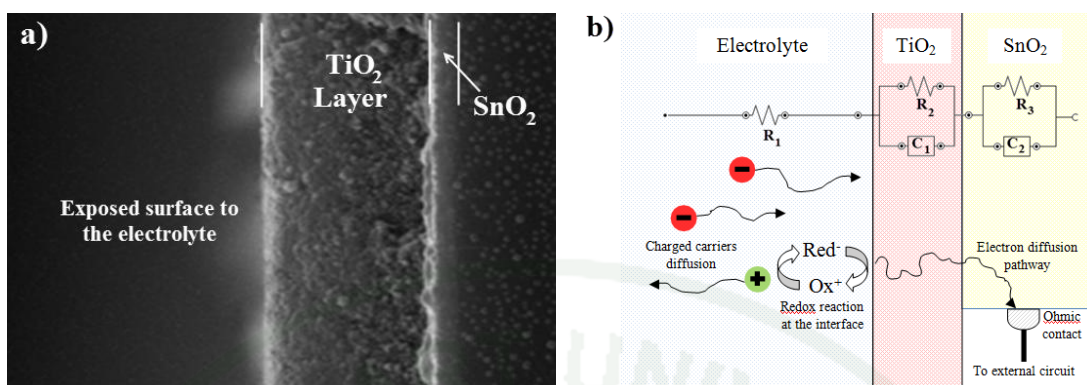 a)
TiO₂
Layer
SnO₂
Exposed surface to
the electrolyte
b)
Electrolyte
TiO₂
SnO₂
R₁
R₂
C₁
R₃
C₂
Charged carriers
diffusion
Red⁻
Ox⁺
Redox reaction
at the interface
Electron diffusion
pathway
Ohmic
contact
To external circuit